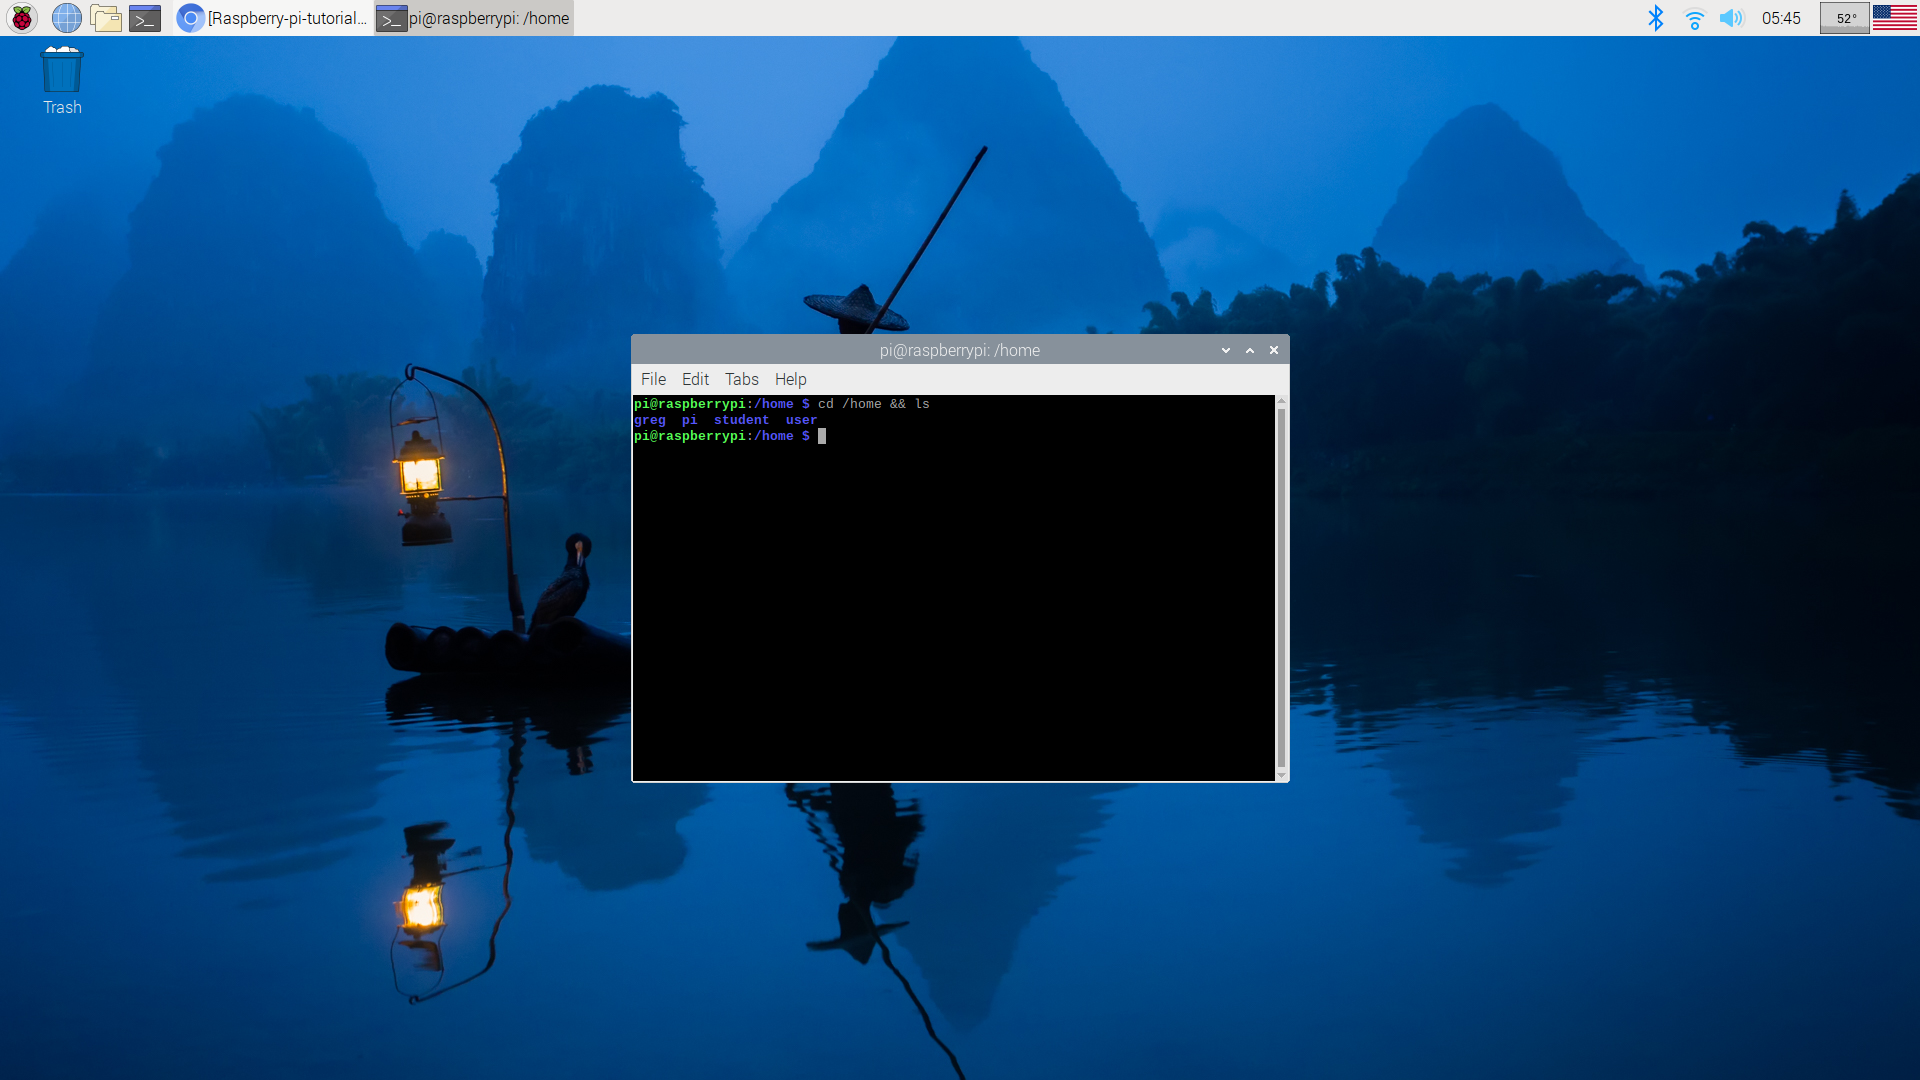 [Raspberry-pi-tutorial... pi@raspberrypi: /home 05:45 52°
Trash
pi@raspberrypi: /home
File Edit Tabs Help
pi@raspberrypi:/home $ cd /home && ls
greg pi student user
pi@raspberrypi:/home $